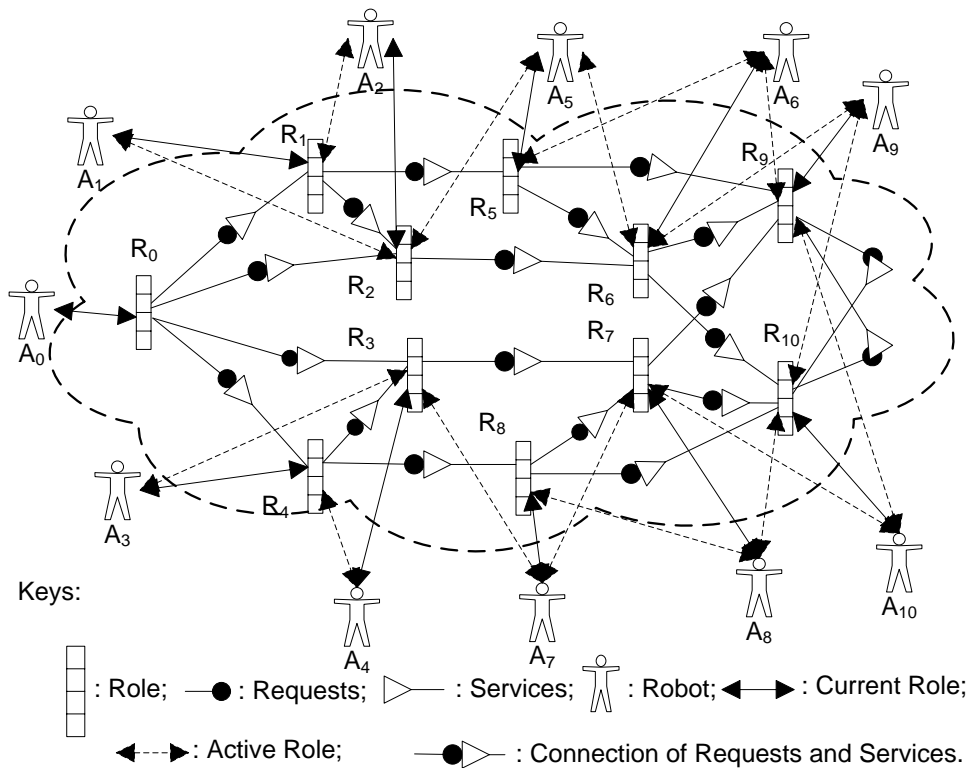 A2
A5
A6
A1
R1
R5
R9
A9
R0
R2
R6
A0
R3
R7
R10
R8
A3
R4
A4
A7
A8
A10
Keys:
: Role; : Requests; : Services; : Robot; : Current Role;
: Active Role; : Connection of Requests and Services.